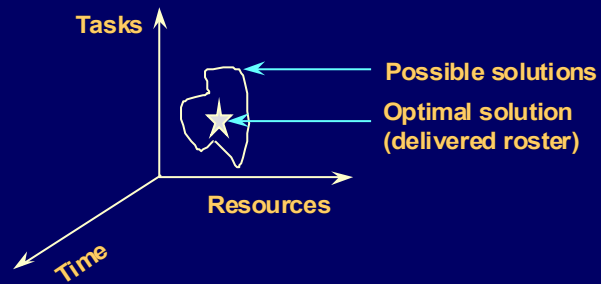 Tasks
Possible solutions
Optimal solution
(delivered roster)
Resources
Time